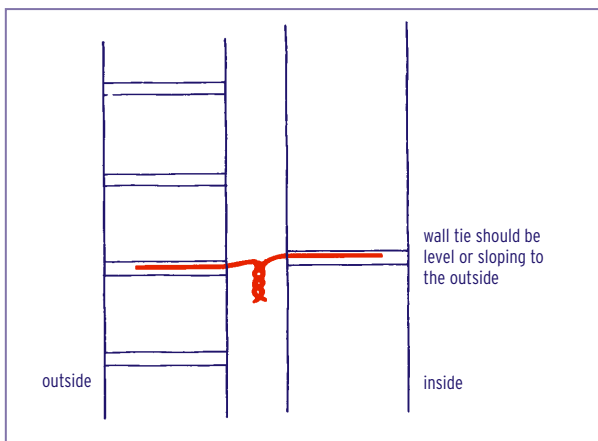 wall tie should be
level or sloping to
the outside
outside
inside